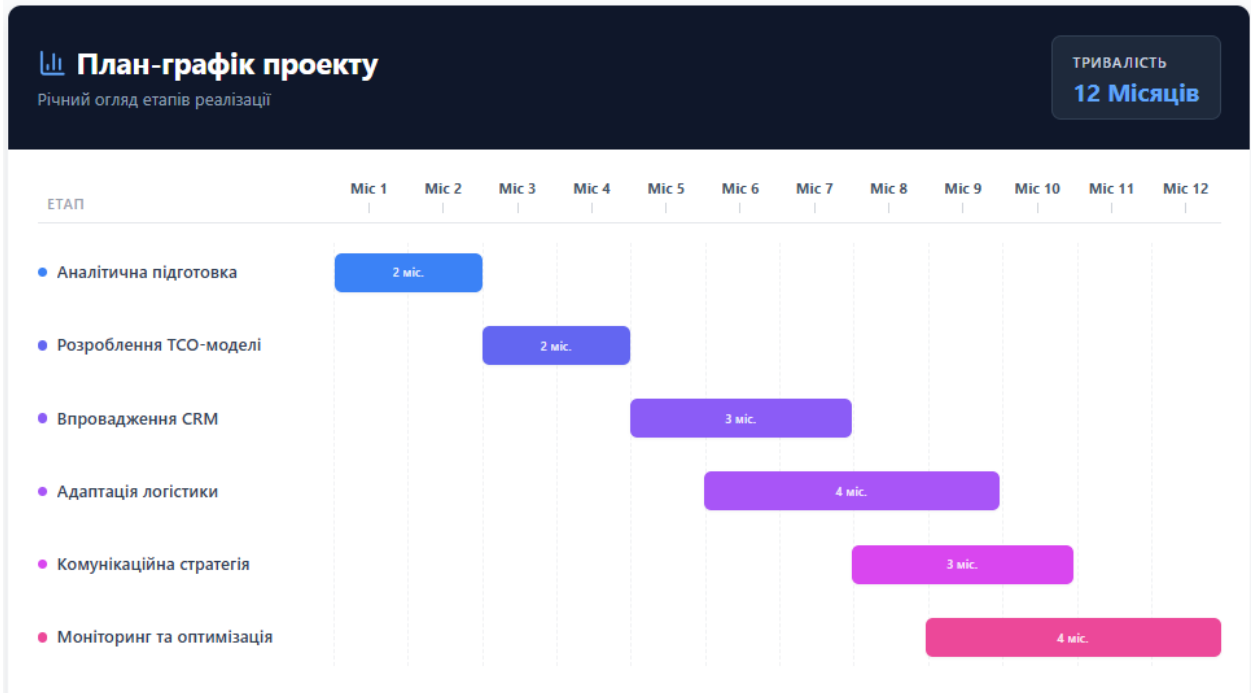 План-графік проекту
Річний огляд етапів реалізації
ТРИВАЛІСТЬ
12 Місяців
ЕТАП
Міс 1 Міс 2 Міс 3 Міс 4 Міс 5 Міс 6 Міс 7 Міс 8 Міс 9 Міс 10 Міс 11 Міс 12
Аналітична підготовка 2 міс.
Розроблення TCO-моделі 2 міс.
Впровадження CRM 3 міс.
Адаптація логістики 4 міс.
Комунікаційна стратегія 3 міс.
Моніторинг та оптимізація 4 міс.